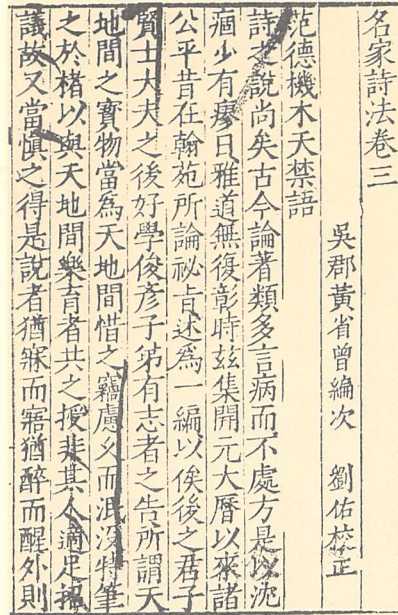 名家詩法卷三
吳郡黃省曾編次　劉佑校正
范德機木天禁語
詩之說尚矣古今論著類多言病而不處方是以沈
痼少有瘳日雅道無復彰時玆集開元大曆以來諸
公平昔在翰苑所論祕旨述爲一編以俟後之君子
賢士大夫之後好學俊彥子弟有志者之告所謂天
地間之寶物當爲天地間惜之竊慮久而泯沒特筆
之於楮以與天地間樂育者共之授非其人適足招
議故又當愼之得是說者猶寐而寤猶醉而醒外則